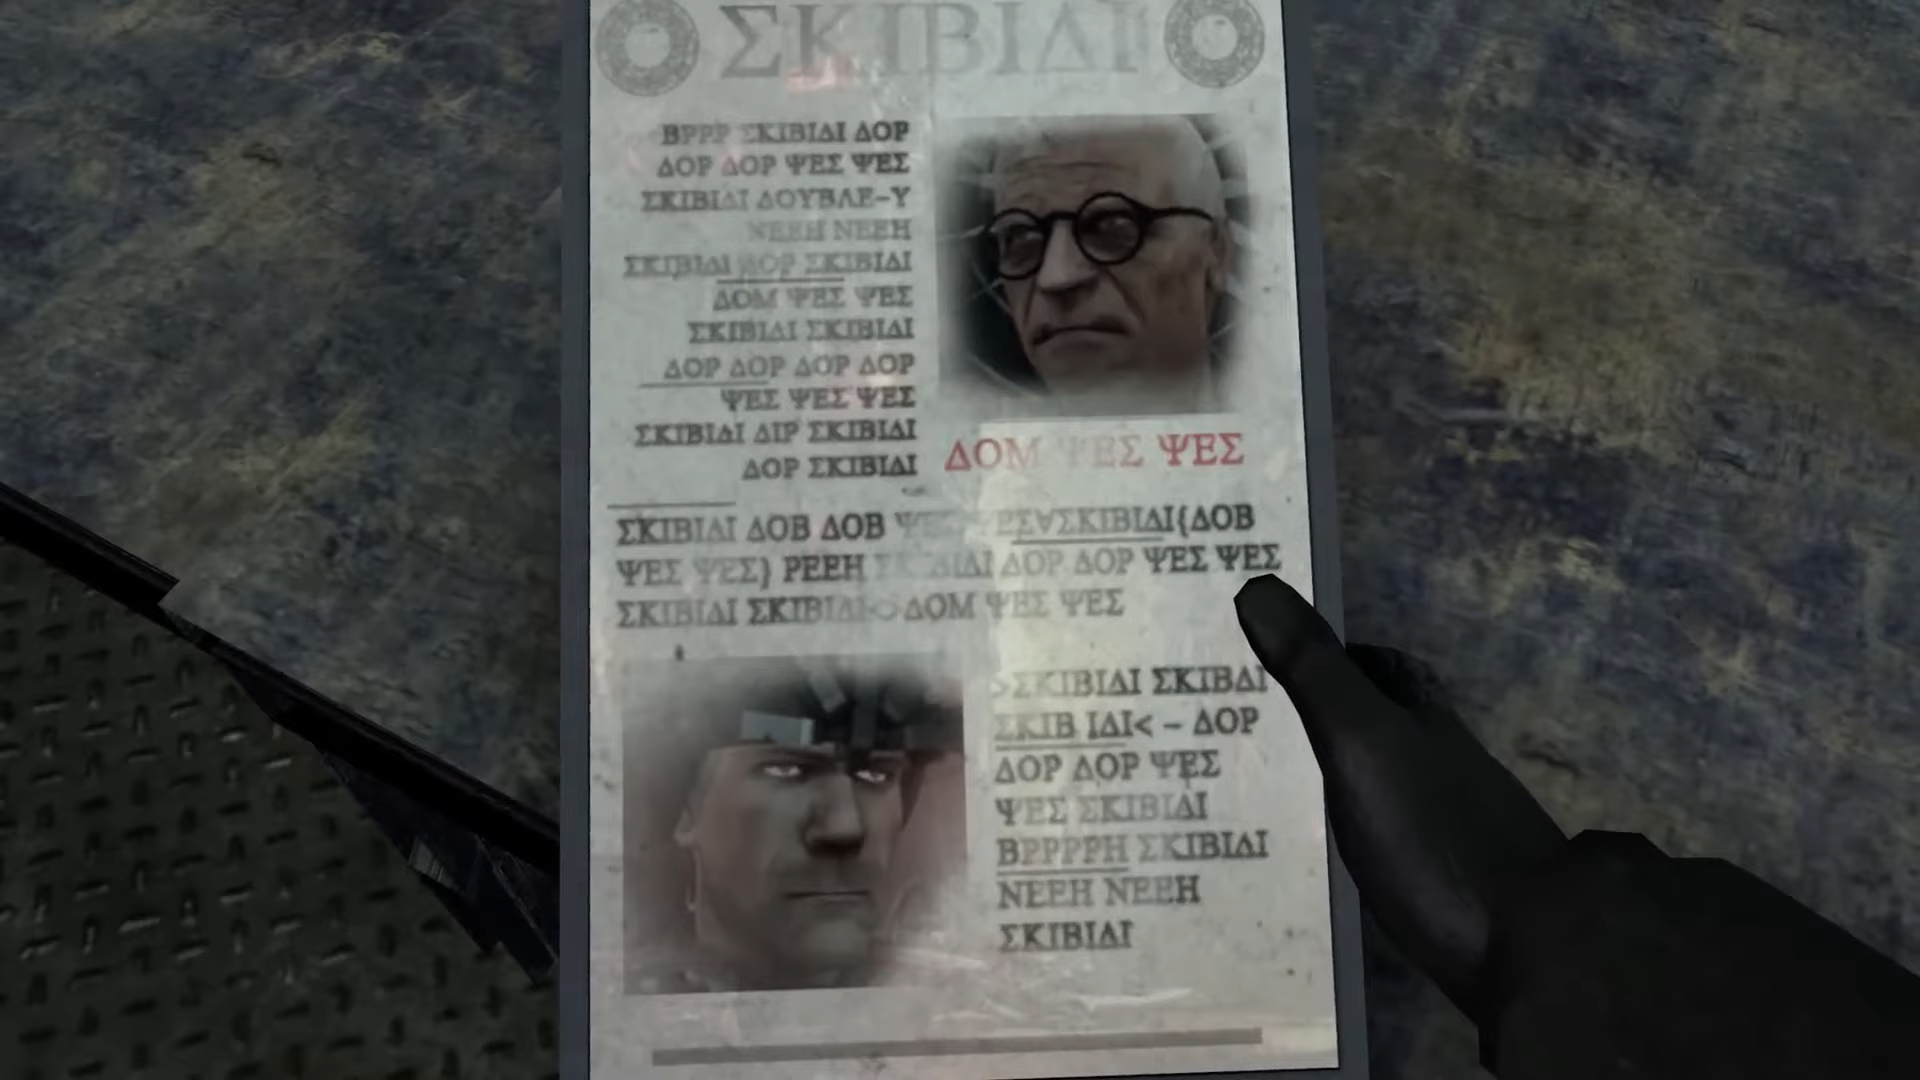 ΣΚΙΒΙΔΙ
ΒΡΡΡ ΣΚΙΒΙΔΙ ΔΟΡ
ΔΟΡ ΔΟΡ ΨΕΣ ΨΕΣ
ΣΚΙΒΙΔΙ ΔΟΥΒΛΕ-Υ
ΝΕΕΗ ΝΕΕΗ
ΣΚΙΒΙΔΙ ΣΚΙΒΙΔΙ
ΔΟΜ ΨΕΣ ΨΕΣ
ΣΚΙΒΙΔΙ ΣΚΙΒΙΔΙ
ΔΟΡ ΔΟΡ ΔΟΡ ΔΟΡ
ΨΕΣ ΨΕΣ ΨΕΣ
ΣΚΙΒΙΔΙ ΔΙΡ ΣΚΙΒΙΔΙ
ΔΟΡ ΣΚΙΒΙΔΙ
ΔΟΜ ΨΕΣ ΨΕΣ
ΣΚΙΒΙΔΙ ΔΟΒ ΔΟΒ ΨΕΣ (ΔΟΒ
ΨΕΣ ΨΕΣ) ΡΕΕΗ ΣΚΙΒΙΔΙ ΔΟΡ ΔΟΡ ΨΕΣ ΨΕΣ
ΣΚΙΒΙΔΙ ΣΚΙΒΙΔΙ ΔΟΜ ΨΕΣ ΨΕΣ
>ΣΚΙΒΙΔΙ ΣΚΙΒΔΙ
ΣΚΙΒ ΙΔΙ< - ΔΟΡ
ΔΟΡ ΔΟΡ ΨΕΣ
ΨΕΣ ΣΚΙΒΙΔΙ
ΒΡΡΡΡΗ ΣΚΙΒΙΔΙ
ΝΕΕΗ ΝΕΕΗ
ΣΚΙΒΙΔΙ